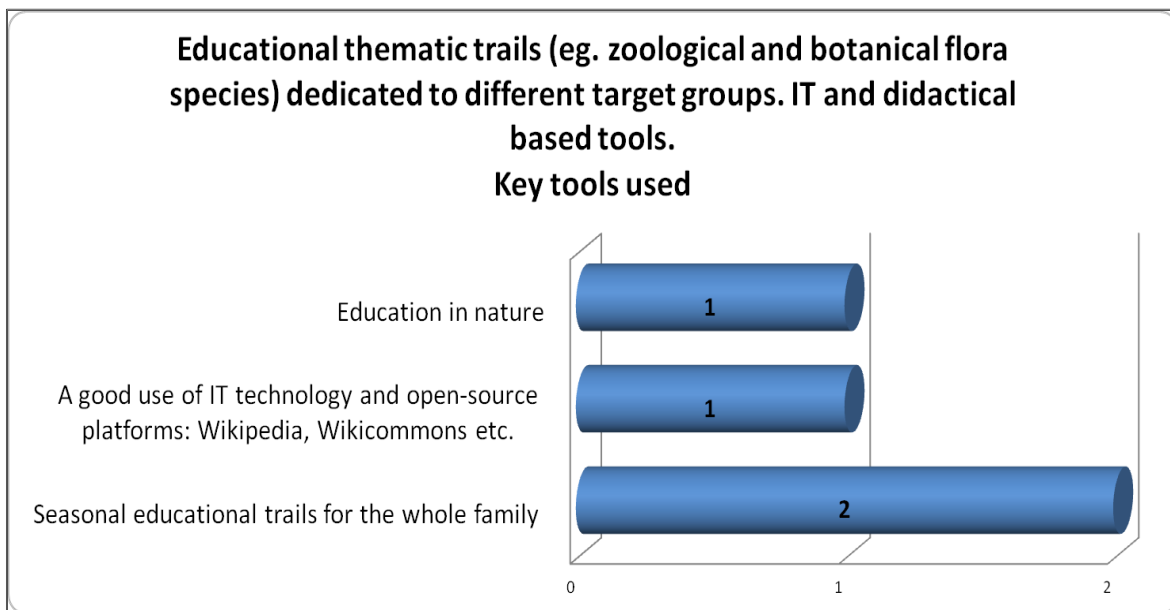 Educational thematic trails (eg. zoological and botanical flora
species) dedicated to different target groups. IT and didactical
based tools.
Key tools used
Education in nature
1
A good use of IT technology and open-source
platforms: Wikipedia, Wikicommons etc.
1
Seasonal educational trails for the whole family
2
0 1 2